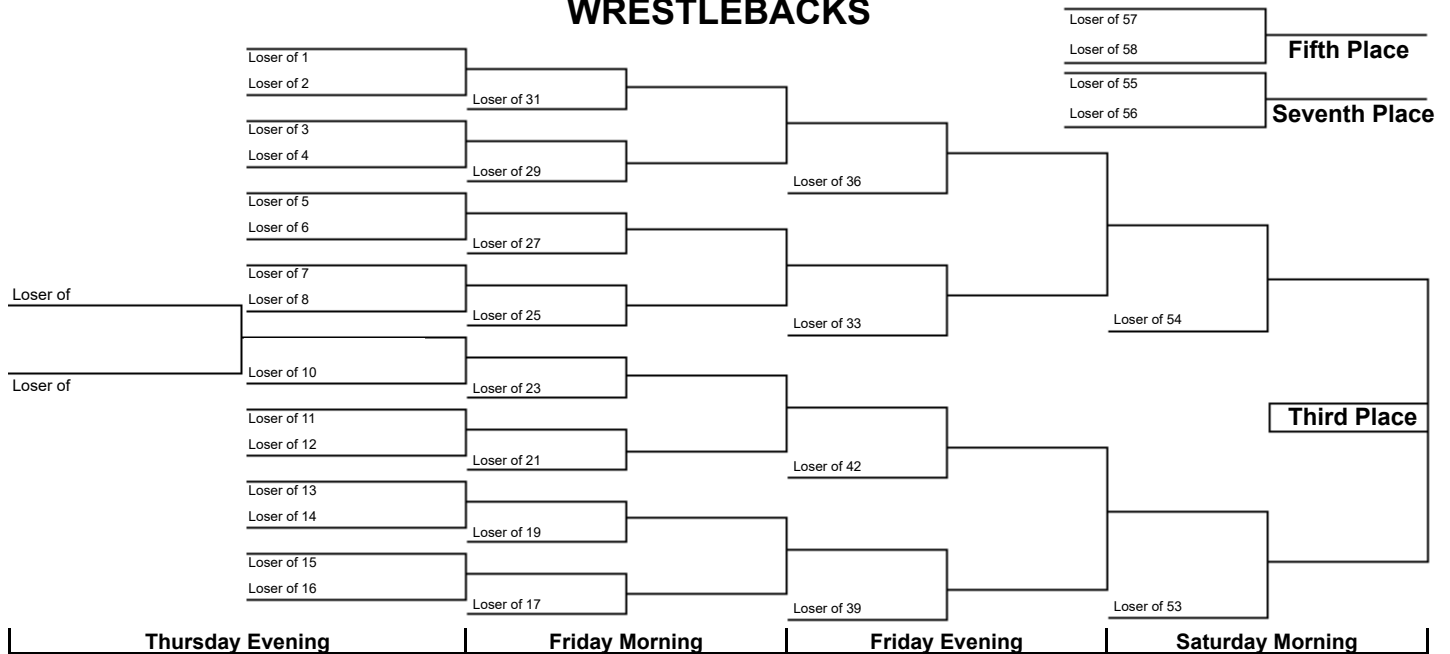 WRESTLEBACKS
Loser of 57
Loser of 58
Fifth Place
Loser of 55
Loser of 56
Seventh Place
Loser of
Loser of
Loser of 1
Loser of 2
Loser of 3
Loser of 4
Loser of 5
Loser of 6
Loser of 7
Loser of 8
Loser of 10
Loser of 11
Loser of 12
Loser of 13
Loser of 14
Loser of 15
Loser of 16
Loser of 31
Loser of 29
Loser of 27
Loser of 25
Loser of 23
Loser of 21
Loser of 19
Loser of 17
Loser of 36
Loser of 33
Loser of 42
Loser of 39
Loser of 54
Loser of 53
Third Place
Thursday Evening
Friday Morning
Friday Evening
Saturday Morning